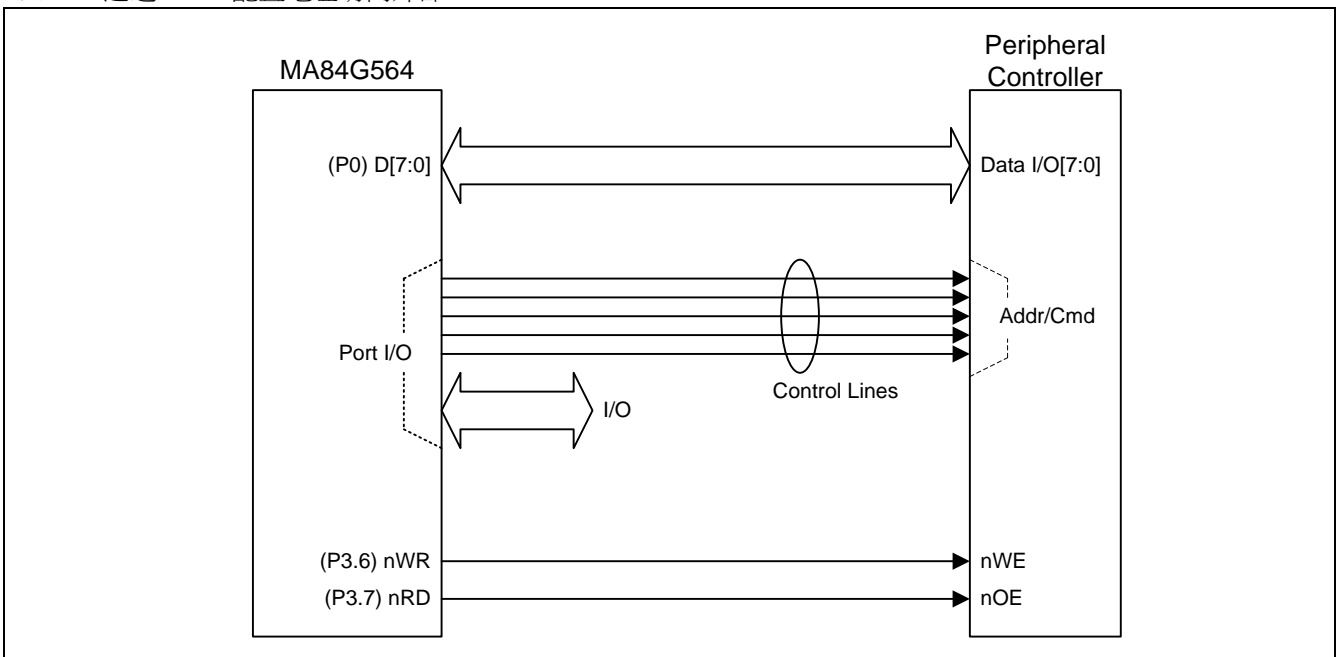 MA84G564
Peripheral
Controller
(P0) D[7:0]
Data I/O[7:0]
Port I/O
Addr/Cmd
Control Lines
I/O
(P3.6) nWR
nWE
(P3.7) nRD
nOE